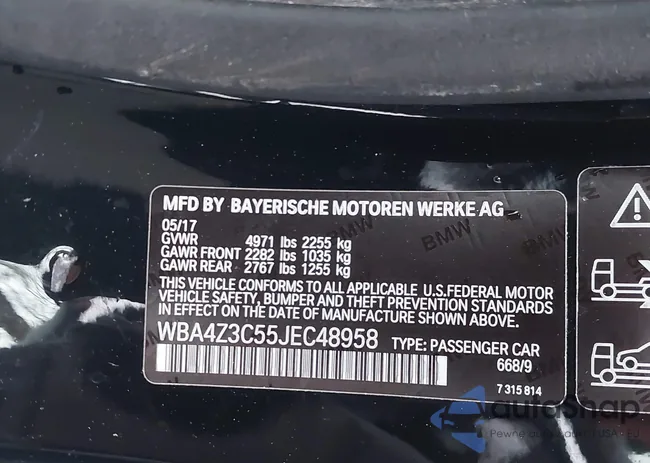 MFD BY BAYERISCHE MOTOREN WERKE AG
BMW
05/17
GVWR 4971 lbs 2255 kg
GAWR FRONT 2282 lbs 1035 kg
GAWR REAR 2767 lbs 1255 kg
BMW
THIS VEHICLE CONFORMS TO ALL APPLICABLE U.S.FEDERAL MOTOR
VEHICLE SAFETY, BUMPER AND THEFT PREVENTION STANDARDS
IN EFFECT ON THE DATE OF MANUFACTURE SHOWN ABOVE.
WBA4Z3C55JEC48958 TYPE: PASSENGER CAR
668/9
7 315 814
autoShop